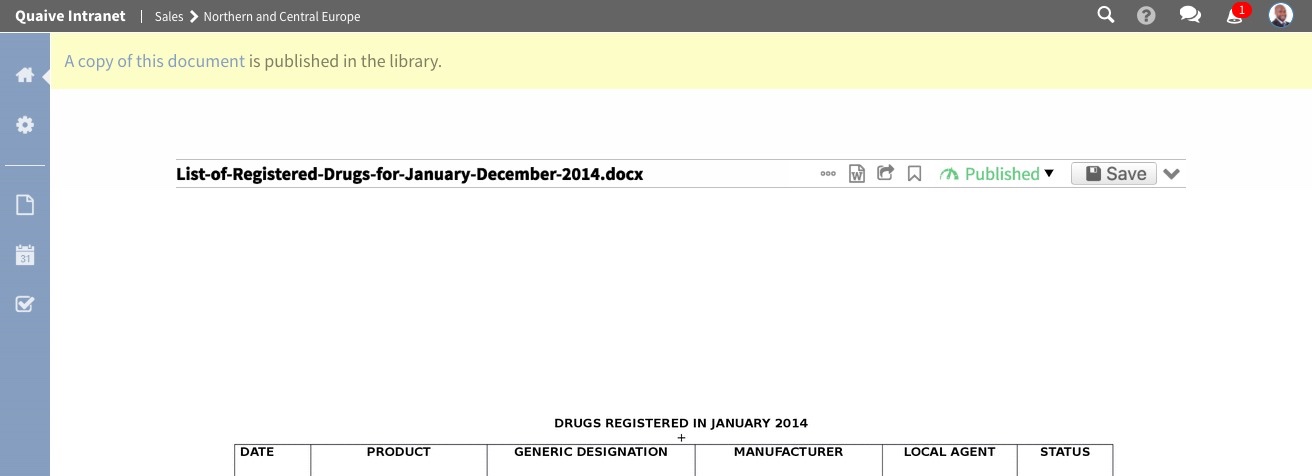 Quaive Intranet | Sales > Northern and Central Europe 1
A copy of this document is published in the library.
List-of-Registered-Drugs-for-January-December-2014.docx Published Save
31
DRUGS REGISTERED IN JANUARY 2014
+
DATE PRODUCT GENERIC DESIGNATION MANUFACTURER LOCAL AGENT STATUS